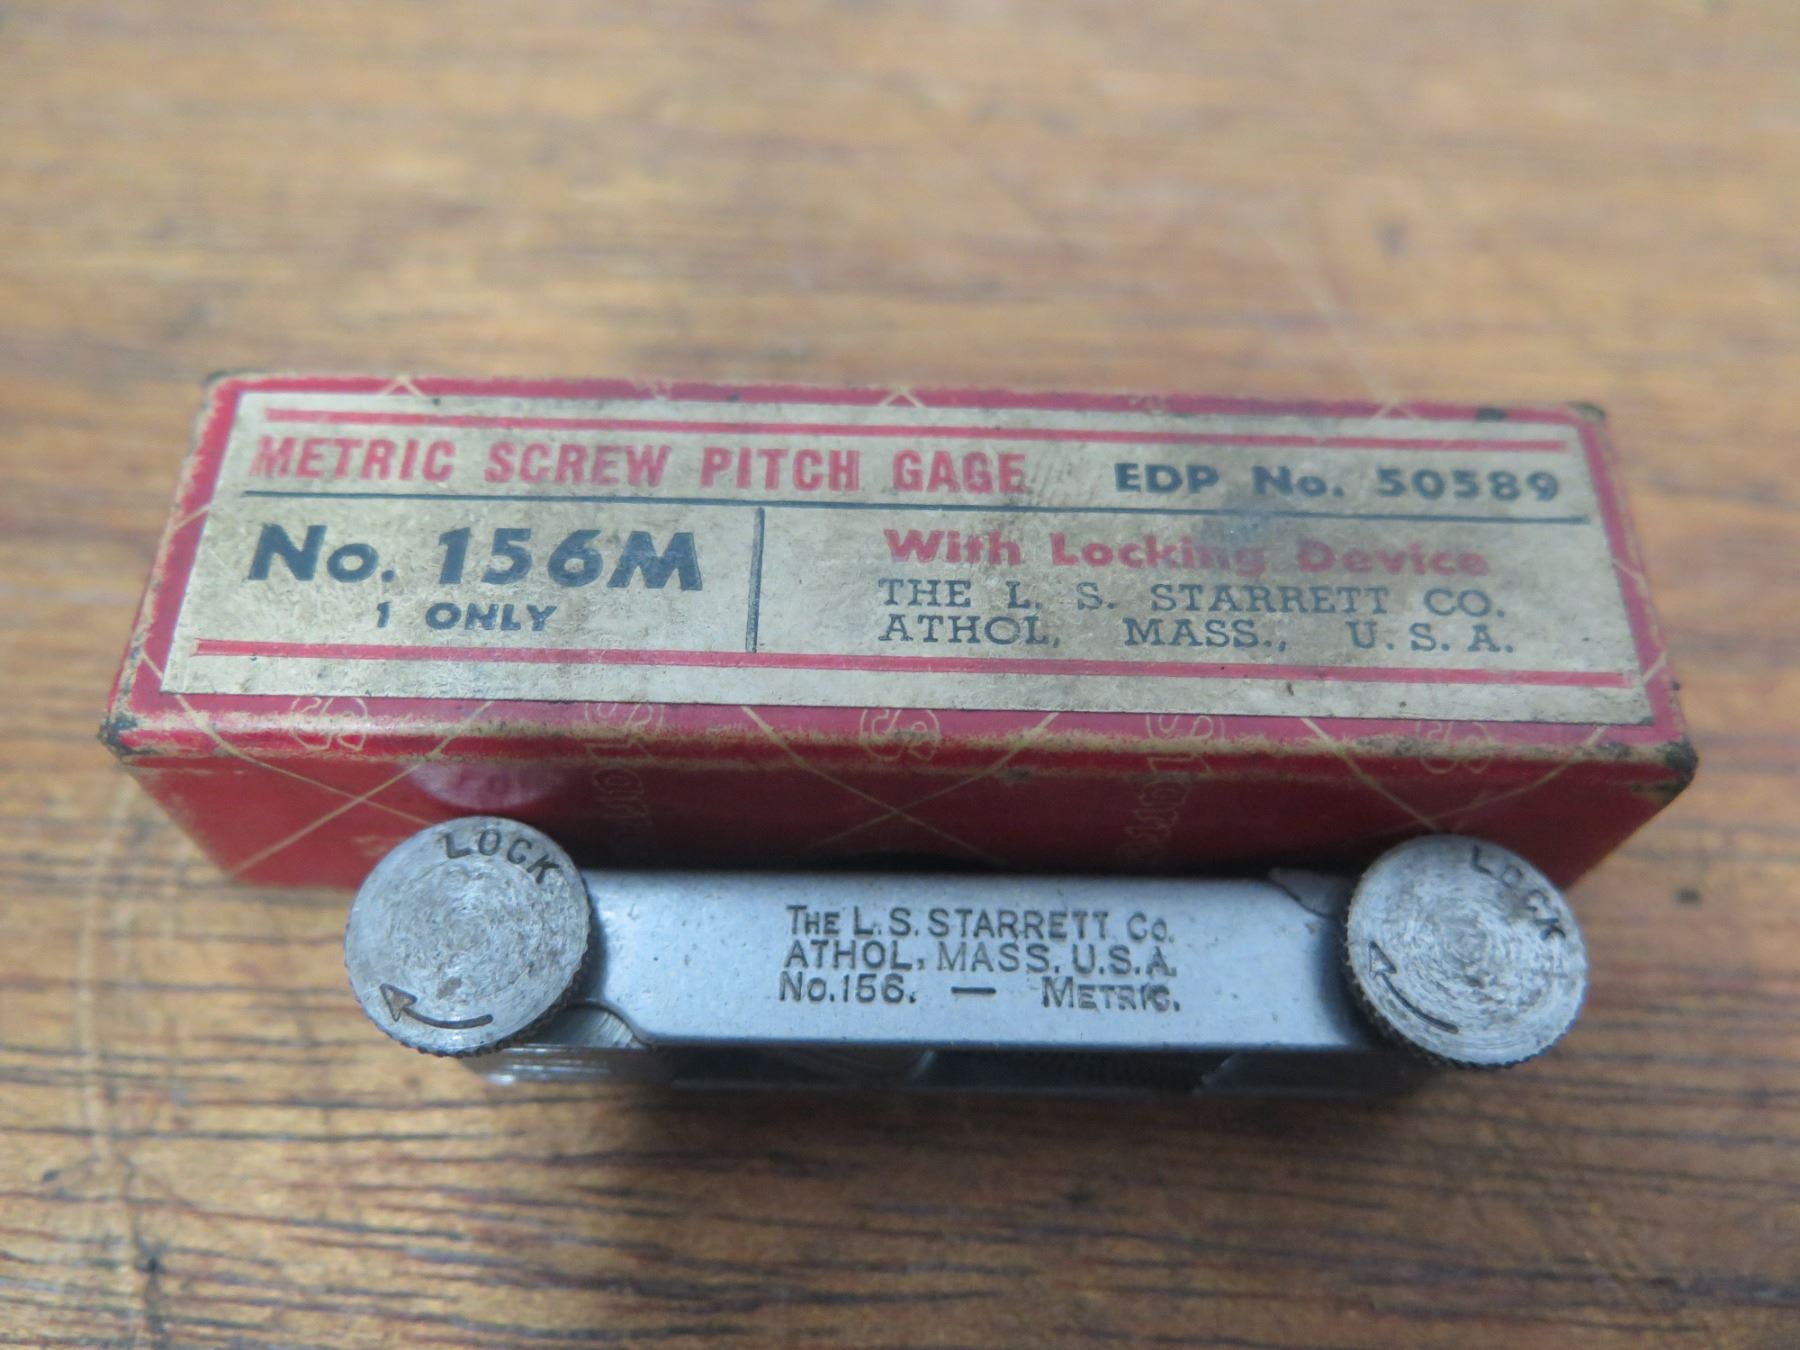 METRIC SCREW PITCH GAGE EDP No. 50589
No. 156M
1 ONLY
With Locking Device
THE L. S. STARRETT CO.
ATHOL, MASS., U.S.A.
LOCK
THE L.S. STARRETT CO.
ATHOL, MASS. U.S.A.
No.156. — METRIC.
LOCK